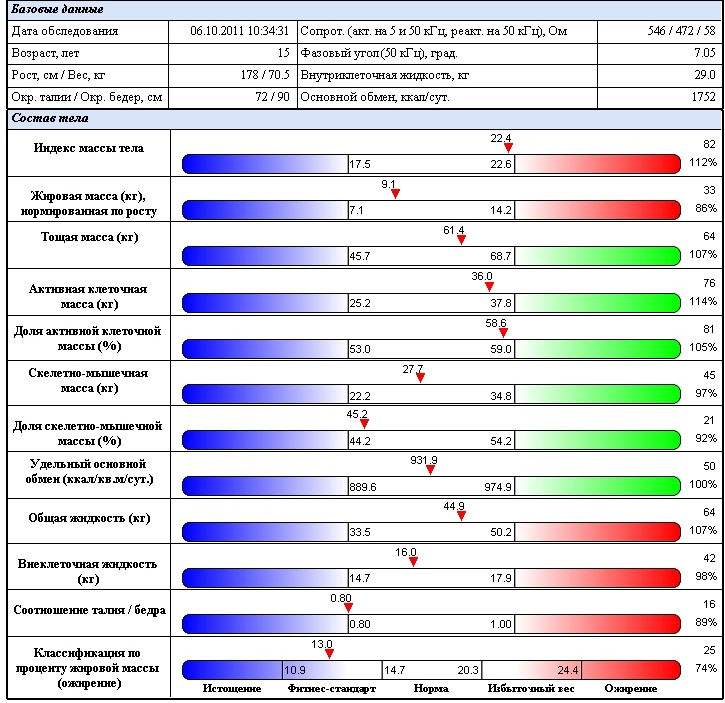 Базовые данные
Дата обследования 06.10.2011 10:34:31 Сопрот. (акт. на 5 и 50 кГц, реакт. на 50 кГц), Ом 546 / 472 / 58
Возраст, лет 15 Фазовый угол (50 кГц), град. 7.05
Рост, см / Вес, кг 178 / 70.5 Внутриклеточная жидкость, кг 29.0
Окр. талии / Окр. бедер, см 72 / 90 Основной обмен, ккал/сут. 1752
Состав тела
22.4 82
Индекс массы тела
17.5 22.6 112%
9.1 33
Жировая масса (кг),
нормированная по росту 7.1 14.2 86%
61.4 64
Тощая масса (кг)
45.7 68.7 107%
36.0 76
Активная клеточная
масса (кг) 25.2 37.8 114%
58.6 81
Доля активной клеточной
массы (%) 53.0 59.0 105%
27.7 45
Скелетно-мышечная
масса (кг) 22.2 34.8 97%
45.2 21
Доля скелетно-мышечной
массы (%) 44.2 54.2 92%
931.9 50
Удельный основной
обмен (ккал/кв.м/сут.) 889.6 974.9 100%
44.9 64
Общая жидкость (кг)
33.5 50.2 107%
16.0 42
Внеклеточная жидкость
(кг) 14.7 17.9 98%
0.80 16
Соотношение талия / бедра
0.80 1.00 89%
13.0 25
Классификация по
проценту жировой массы 10.9 14.7 20.3 24.4 74%
(ожирение)
Истощение Фитнес-стандарт Норма Избыточный вес Ожирение